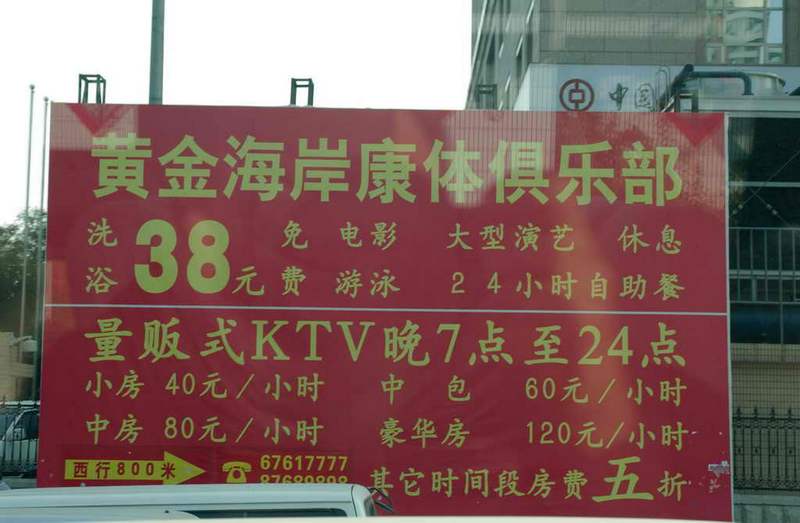 中国
黄金海岸康体俱乐部
洗浴 38元 免费 电影 大型演艺 休息
游泳 24小时自助餐
量贩式KTV晚7点至24点
小房 40元/小时 中包 60元/小时
中房 80元/小时 豪华房 120元/小时
西行800米 67617777
其它时间段房费五折